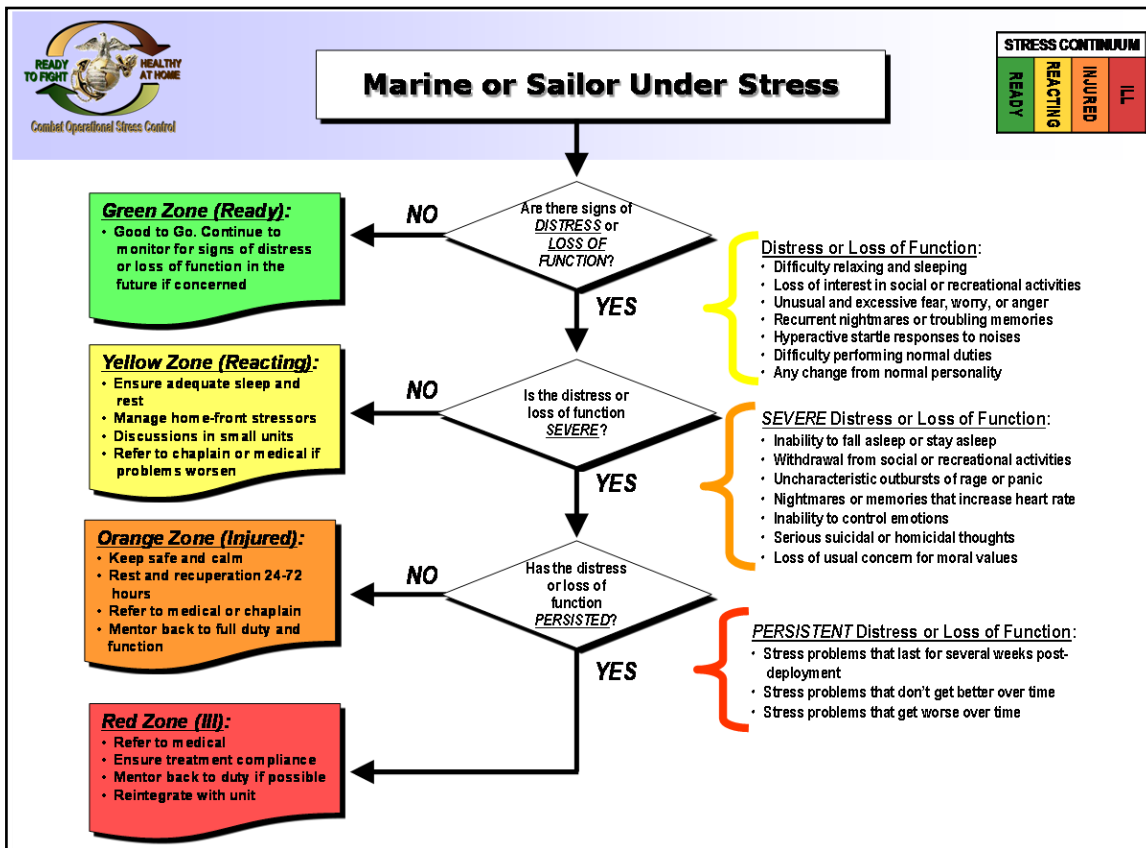 READY
TO FIGHT
HEALTHY
AT HOME
Combat Operational Stress Control
Marine or Sailor Under Stress
STRESS CONTINUUM
READY
REACTING
INJURED
ILL
Are there signs of
DISTRESS or
LOSS OF
FUNCTION?
NO
YES
Green Zone (Ready):
• Good to Go. Continue to
monitor for signs of distress
or loss of function in the
future if concerned
Distress or Loss of Function:
• Difficulty relaxing and sleeping
• Loss of interest in social or recreational activities
• Unusual and excessive fear, worry, or anger
• Recurrent nightmares or troubling memories
• Hyperactive startle responses to noises
• Difficulty performing normal duties
• Any change from normal personality
Is the distress or
loss of function
SEVERE?
NO
YES
Yellow Zone (Reacting):
• Ensure adequate sleep and
rest
• Manage home-front stressors
• Discussions in small units
• Refer to chaplain or medical if
problems worsen
SEVERE Distress or Loss of Function:
• Inability to fall asleep or stay asleep
• Withdrawal from social or recreational activities
• Uncharacteristic outbursts of rage or panic
• Nightmares or memories that increase heart rate
• Inability to control emotions
• Serious suicidal or homicidal thoughts
• Loss of usual concern for moral values
Has the distress
or loss of
function
PERSISTED?
NO
YES
Orange Zone (Injured):
• Keep safe and calm
• Rest and recuperation 24-72
hours
• Refer to medical or chaplain
• Mentor back to full duty and
function
PERSISTENT Distress or Loss of Function:
• Stress problems that last for several weeks post-
deployment
• Stress problems that don't get better over time
• Stress problems that get worse over time
Red Zone (Ill):
• Refer to medical
• Ensure treatment compliance
• Mentor back to duty if possible
• Reintegrate with unit